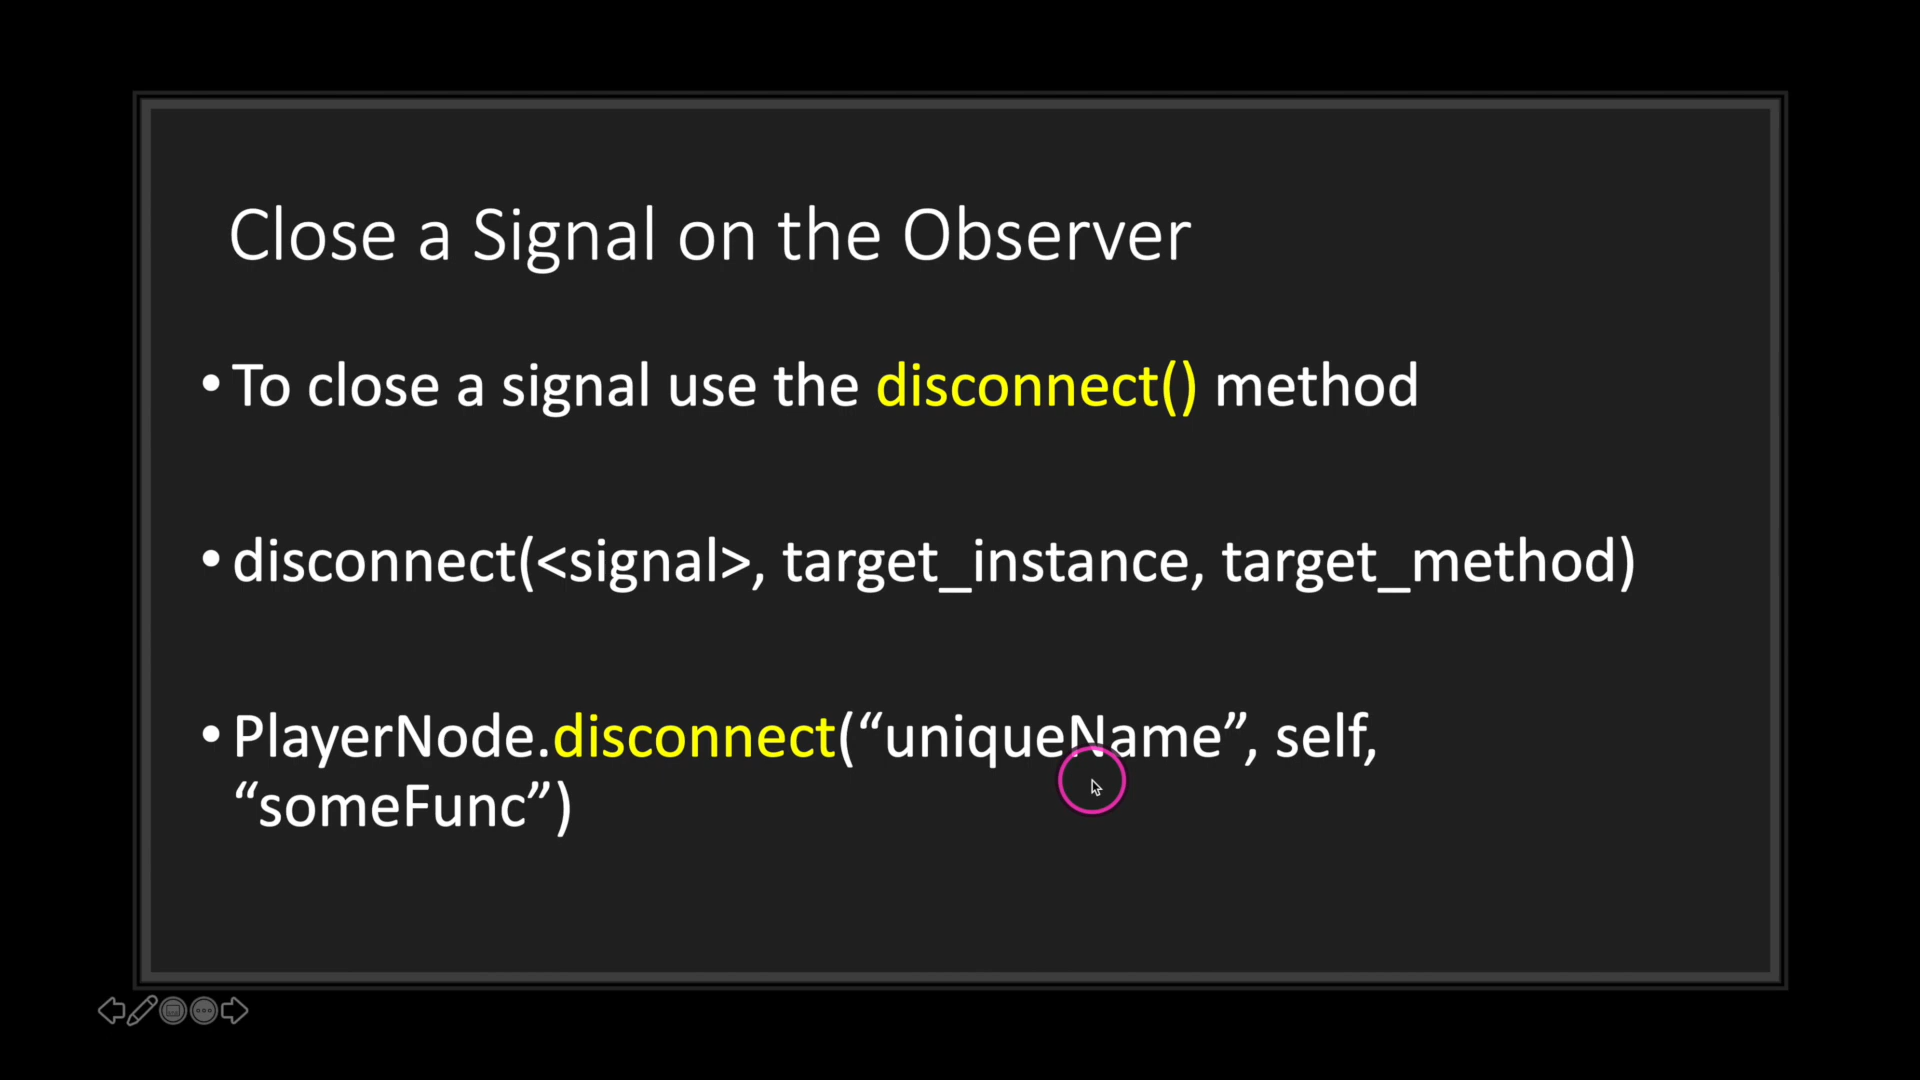 Close a Signal on the Observer
• To close a signal use the disconnect() method
• disconnect(<signal>, target_instance, target_method)
• PlayerNode.disconnect(“uniqueName”, self,
“someFunc”)